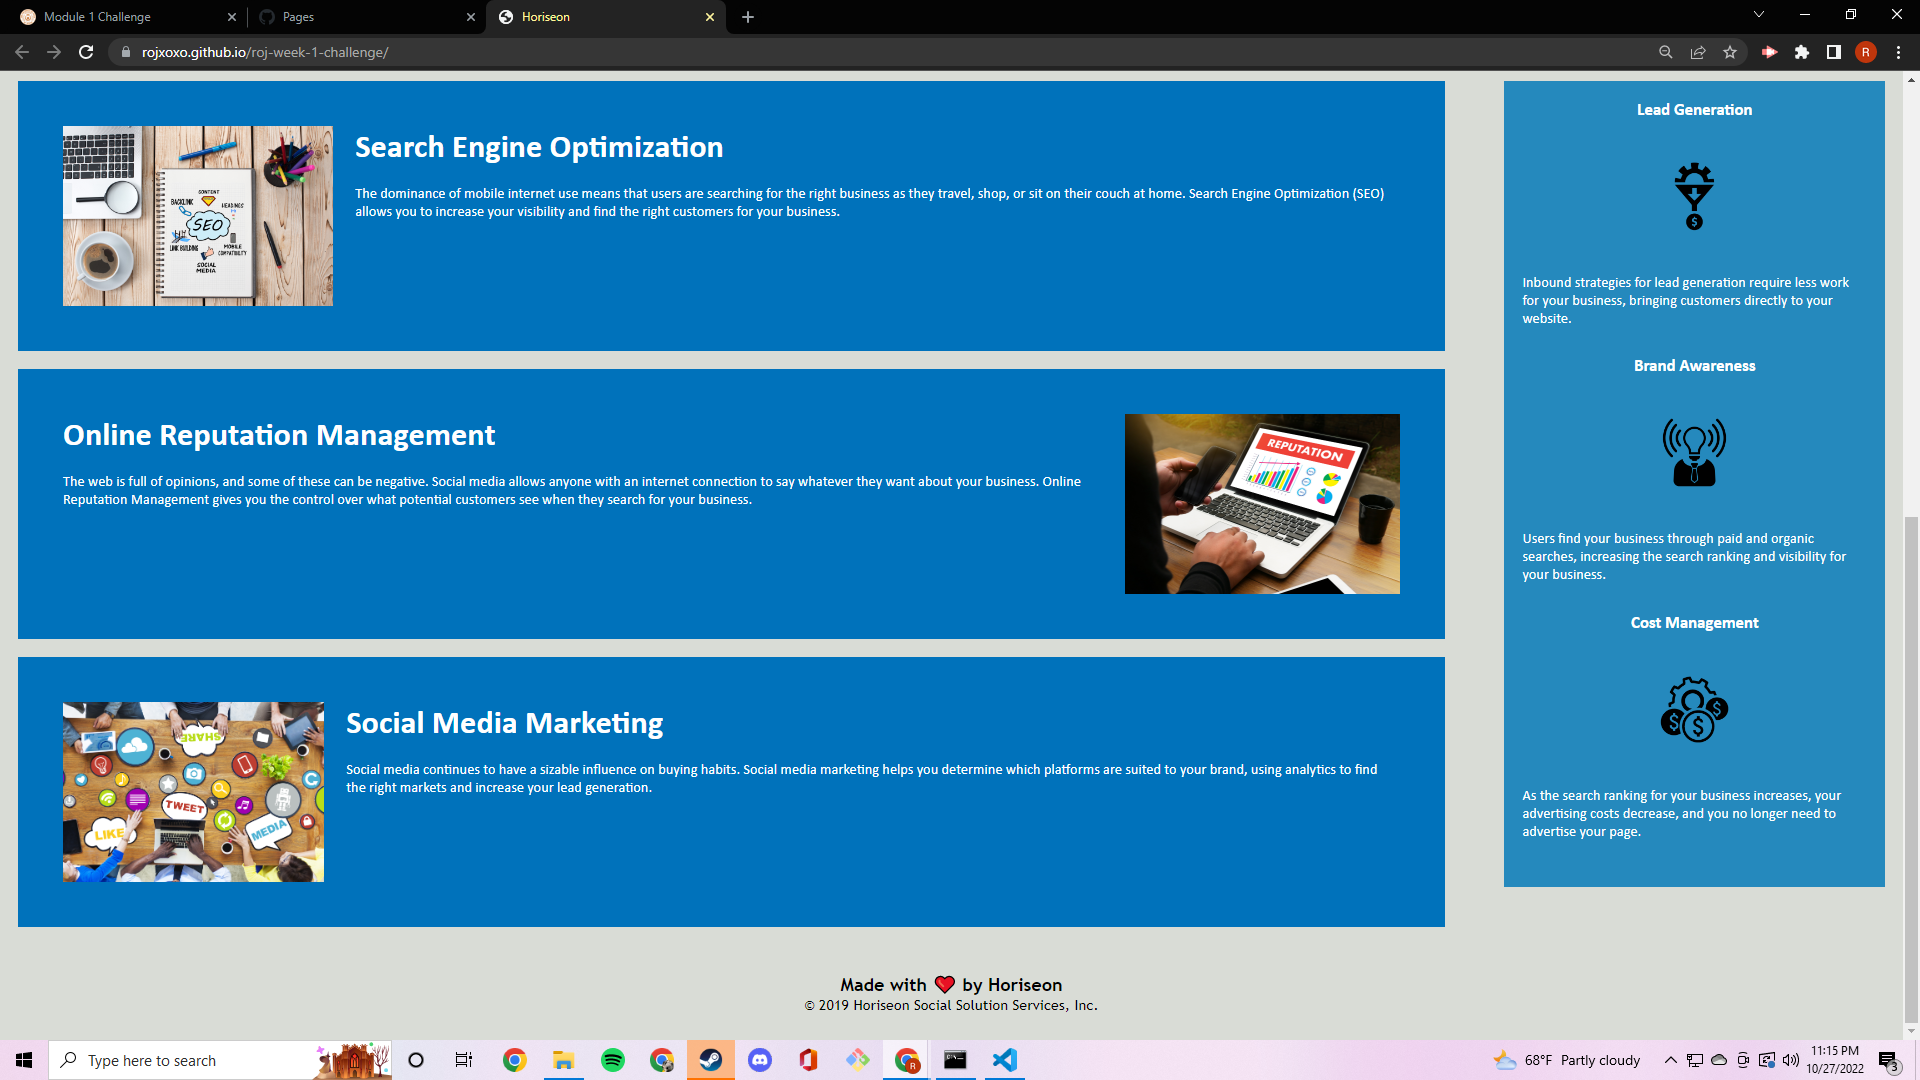 Module 1 Challenge
Pages
Horiseon
rojxoxo.github.io/roj-week-1-challenge/
R
Search Engine Optimization
The dominance of mobile internet use means that users are searching for the right business as they travel, shop, or sit on their couch at home. Search Engine Optimization (SEO)
allows you to increase your visibility and find the right customers for your business.
CONTENT
BACKLINK
HEADINGS
SEO
LINK BUILDING
MOBILE
COMPATIBILITY
SOCIAL
MEDIA
Online Reputation Management
The web is full of opinions, and some of these can be negative. Social media allows anyone with an internet connection to say whatever they want about your business. Online
Reputation Management gives you the control over what potential customers see when they search for your business.
REPUTATION
Social Media Marketing
Social media continues to have a sizable influence on buying habits. Social media marketing helps you determine which platforms are suited to your brand, using analytics to find
the right markets and increase your lead generation.
SHARE
TWEET
LIKE
MEDIA
Lead Generation
$
Inbound strategies for lead generation require less work
for your business, bringing customers directly to your
website.
Brand Awareness
Users find your business through paid and organic
searches, increasing the search ranking and visibility for
your business.
Cost Management
$ $ $
As the search ranking for your business increases, your
advertising costs decrease, and you no longer need to
advertise your page.
Made with ❤️ by Horiseon
© 2019 Horiseon Social Solution Services, Inc.
Type here to search
R
68°F Partly cloudy
11:15 PM
10/27/2022
3